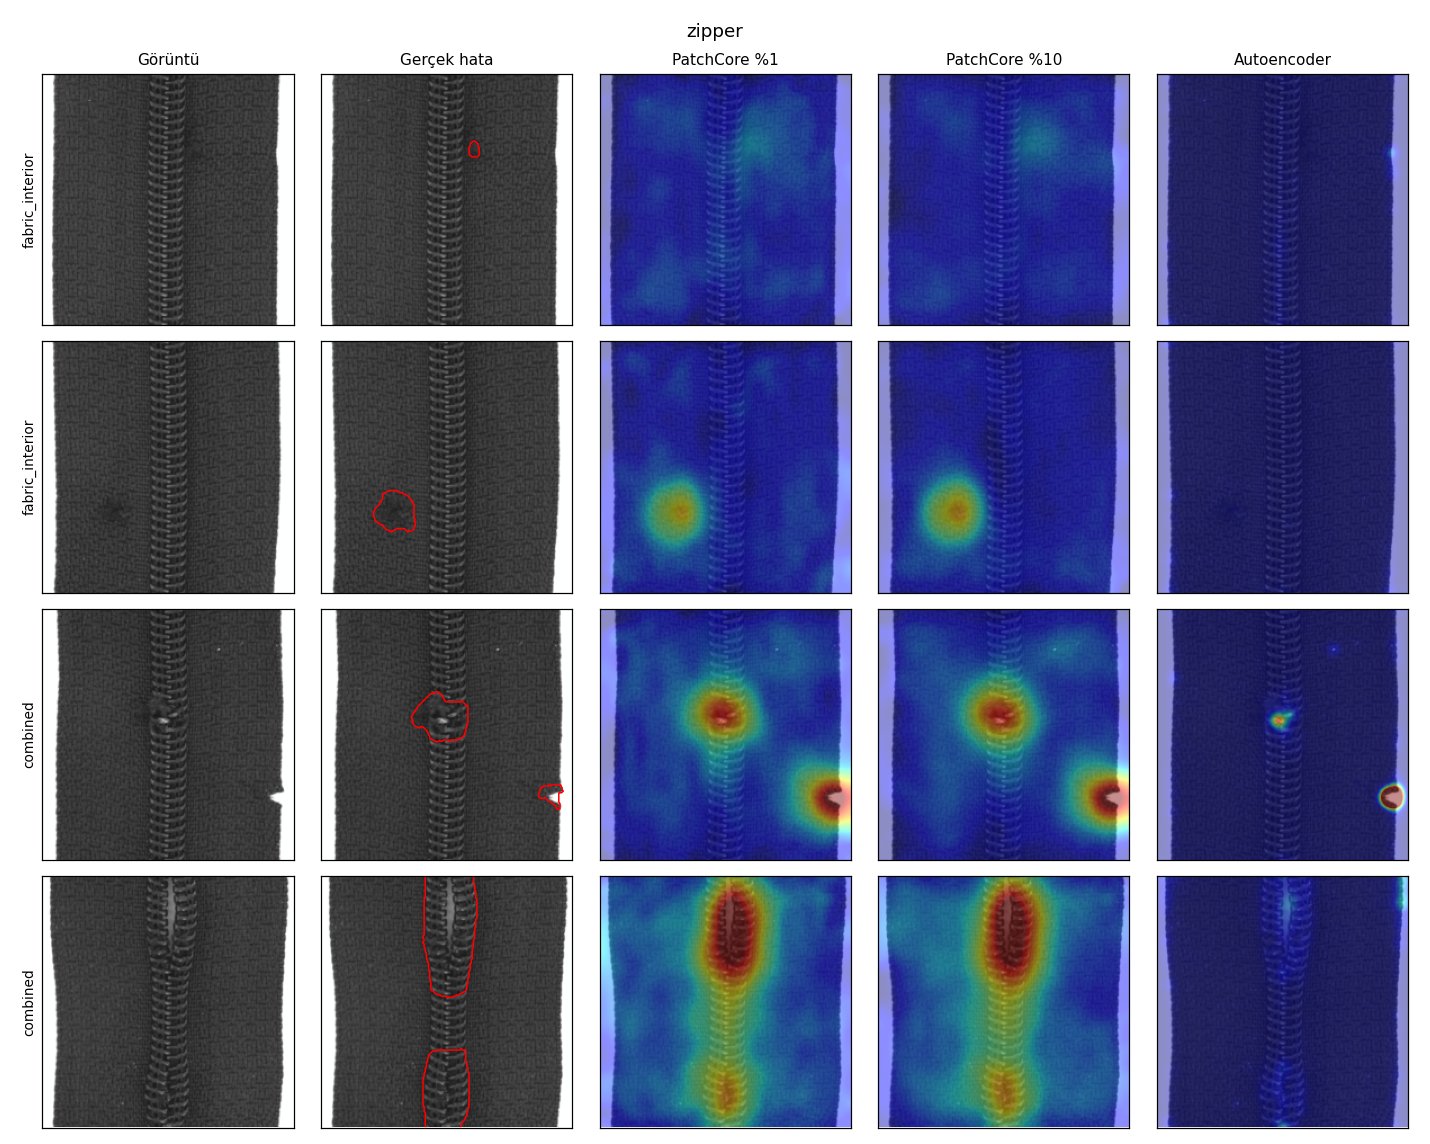 zipper
Görüntü Gerçek hata PatchCore %1 PatchCore %10 Autoencoder
fabric_interior
fabric_interior
combined
combined